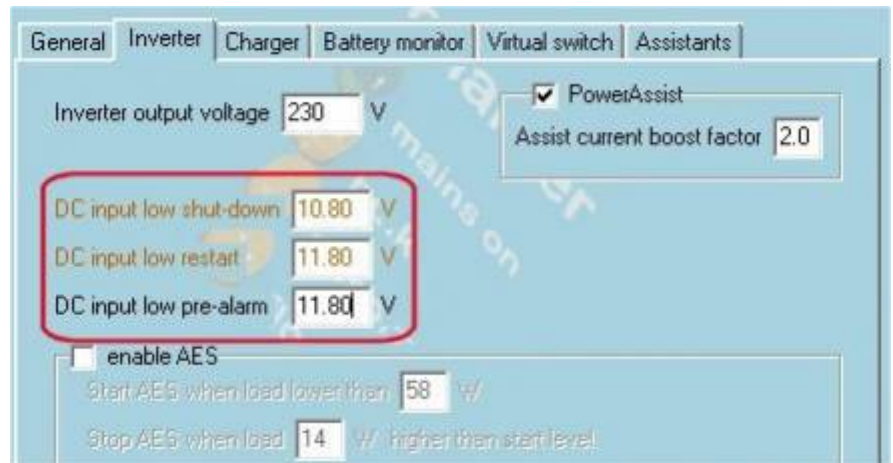 General Inverter Charger Battery monitor Virtual switch Assistants
Inverter output voltage 230 V
PowerAssist
Assist current boost factor 2.0
DC input low shut-down 10.80 V
DC input low restart 11.80 V
DC input low pre-alarm 11.80 V
enable AES
Start AES when load lower than 58 W
Stop AES when load 14 W higher than start level
mains on